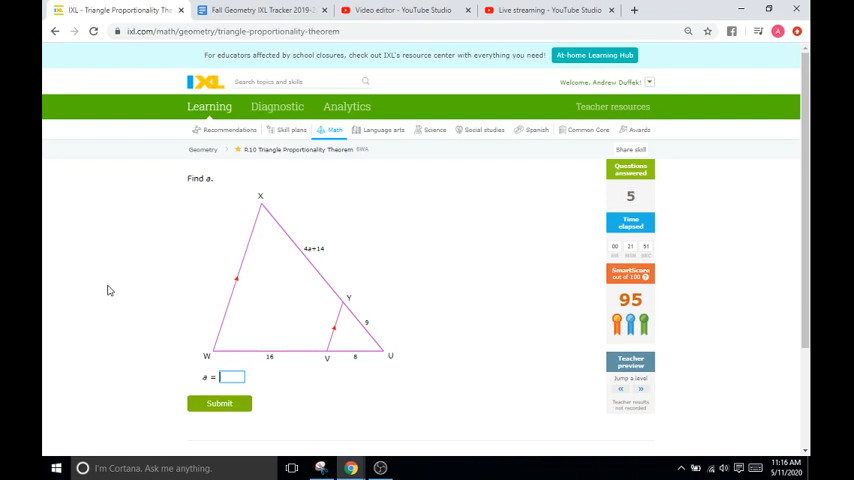 IXL - Triangle Proportionality The
Fall Geometry IXL Tracker 2019-2
Video editor - YouTube Studio
Live streaming - YouTube Studio
ixl.com/math/geometry/triangle-proportionality-theorem
A
For educators affected by school closures, check out IXL's resource center with everything you need!
At-home Learning Hub
IXL
Search topics and skills
Welcome, Andrew Duffek!
Learning
Diagnostic
Analytics
Teacher resources
Recommendations
Skill plans
Math
Language arts
Science
Social studies
Spanish
Common Core
Awards
Geometry
R.10 Triangle Proportionality Theorem
6WA
Share skill
Find a.
X
4a+14
Y
9
W
16
V
8
U
a =
Submit
Questions
answered
5
Time
elapsed
00 21 51
HR MIN SEC
SmartScore
out of 100 ?
95
Teacher
preview
Jump a level
« »
Teacher results
not recorded
I'm Cortana. Ask me anything.
11:16 AM
5/11/2020